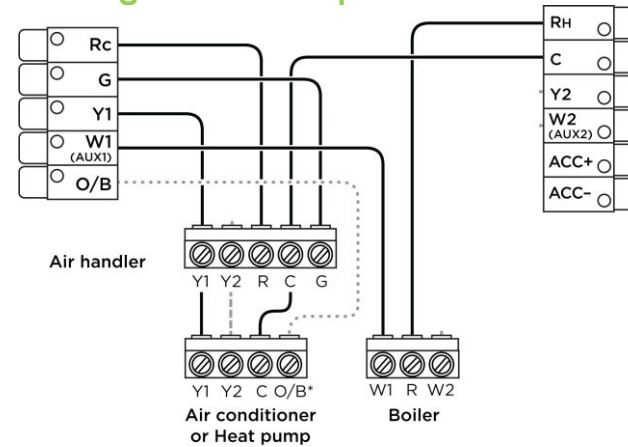 Rc
G
Y1
W1
(AUX1)
O/B
RH
C
Y2
W2
(AUX2)
ACC+
ACC-
Air handler
Y1 Y2 R C G
Y1 Y2 C O/B*
Air conditioner
or Heat pump
W1 R W2
Boiler